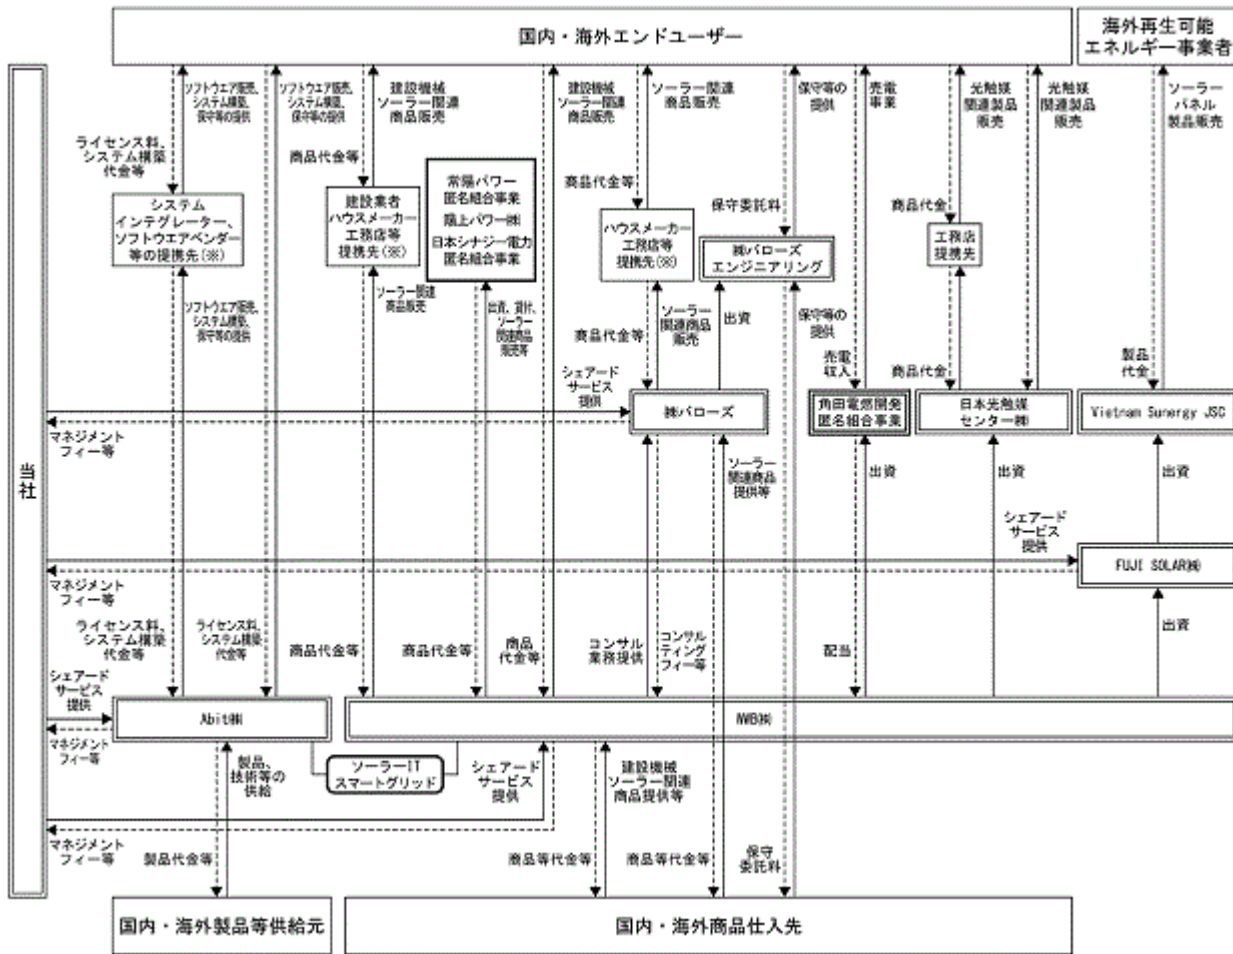 国内・海外エンドユーザー
海外再生可能
エネルギー事業者
ソフトウエア販売、
システム構築、
保守等の提供
ソフトウエア販売、
システム構築、
保守等の提供
建設機械
ソーラー関連
商品販売
建設機械
ソーラー関連
商品販売
ソーラー関連
商品販売
保守等の
提供
売電
事業
光触媒
関連製品
販売
光触媒
関連製品
販売
ソーラー
パネル
製品販売
ライセンス料、
システム構築
代金等
商品代金等
商品代金等
保守委託料
商品代金
システム
インテグレーター、
ソフトウエアベンダー
等の提携先(※)
建設業者
ハウスメーカー
工務店等
提携先(※)
常陽パワー
匿名組合事業
陽上パワー㈱
日本シナジー電力
匿名組合事業
ハウスメーカー
工務店等
提携先(※)
㈱バローズ
エンジニアリング
工務店
提携先
ソフトウエア販売、
システム構築、
保守等の提供
ソーラー関連
商品販売
出資、貸付、
ソーラー
関連商品
販売等
商品代金等
ソーラー
関連商品
販売
出資
保守等の
提供
売電
収入
商品代金
製品
代金
シェアード
サービス
提供
㈱バローズ
角田電燃開発
匿名組合事業
日本光触媒
センター㈱
Vietnam Sunergy JSC
マネジメント
フィー等
当社
ソーラー
関連商品
提供等
出資
出資
出資
シェアード
サービス
提供
FUJI SOLAR㈱
マネジメント
フィー等
ライセンス料、
システム構築
代金等
ライセンス料、
システム構築
代金等
商品代金等
商品代金等
商品
代金等
コンサル
業務提供
コンサル
ティング
フィー等
配当
出資
シェアード
サービス
提供
Abit㈱
IWB㈱
マネジメント
フィー等
製品、
技術等の
供給
ソーラーIT
スマートグリッド
シェアード
サービス
提供
建設機械
ソーラー関連
商品提供等
マネジメント
フィー等
製品代金等
商品等代金等
商品等代金等
保守
委託料
国内・海外製品等供給元
国内・海外商品仕入先